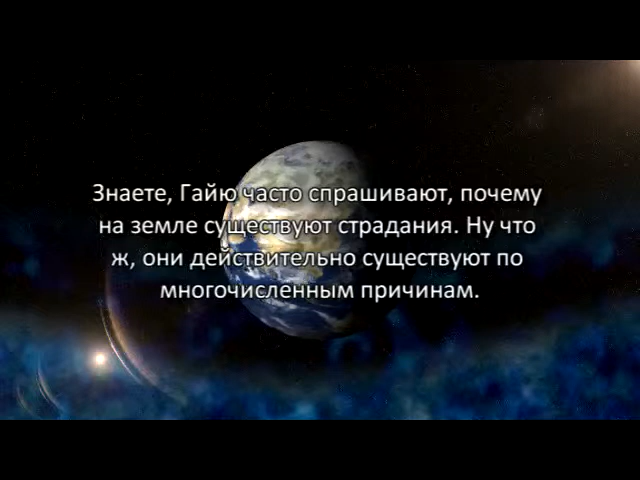 Знаете, Гайю часто спрашивают, почему
на земле существуют страдания. Ну что
ж, они действительно существуют по
многочисленным причинам.